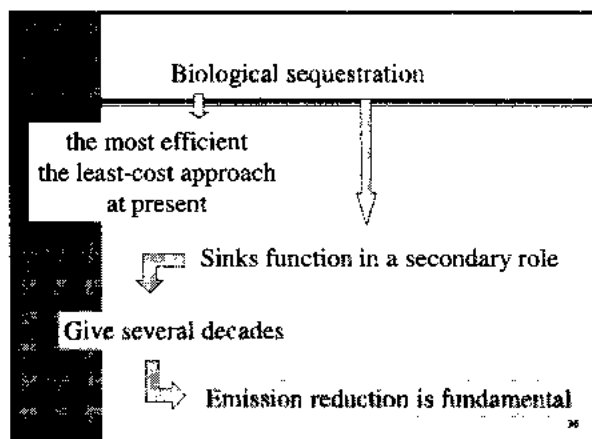 Biological sequestration
the most efficient
the least-cost approach
at present
Sinks function in a secondary role
Give several decades
Emission reduction is fundamental
36